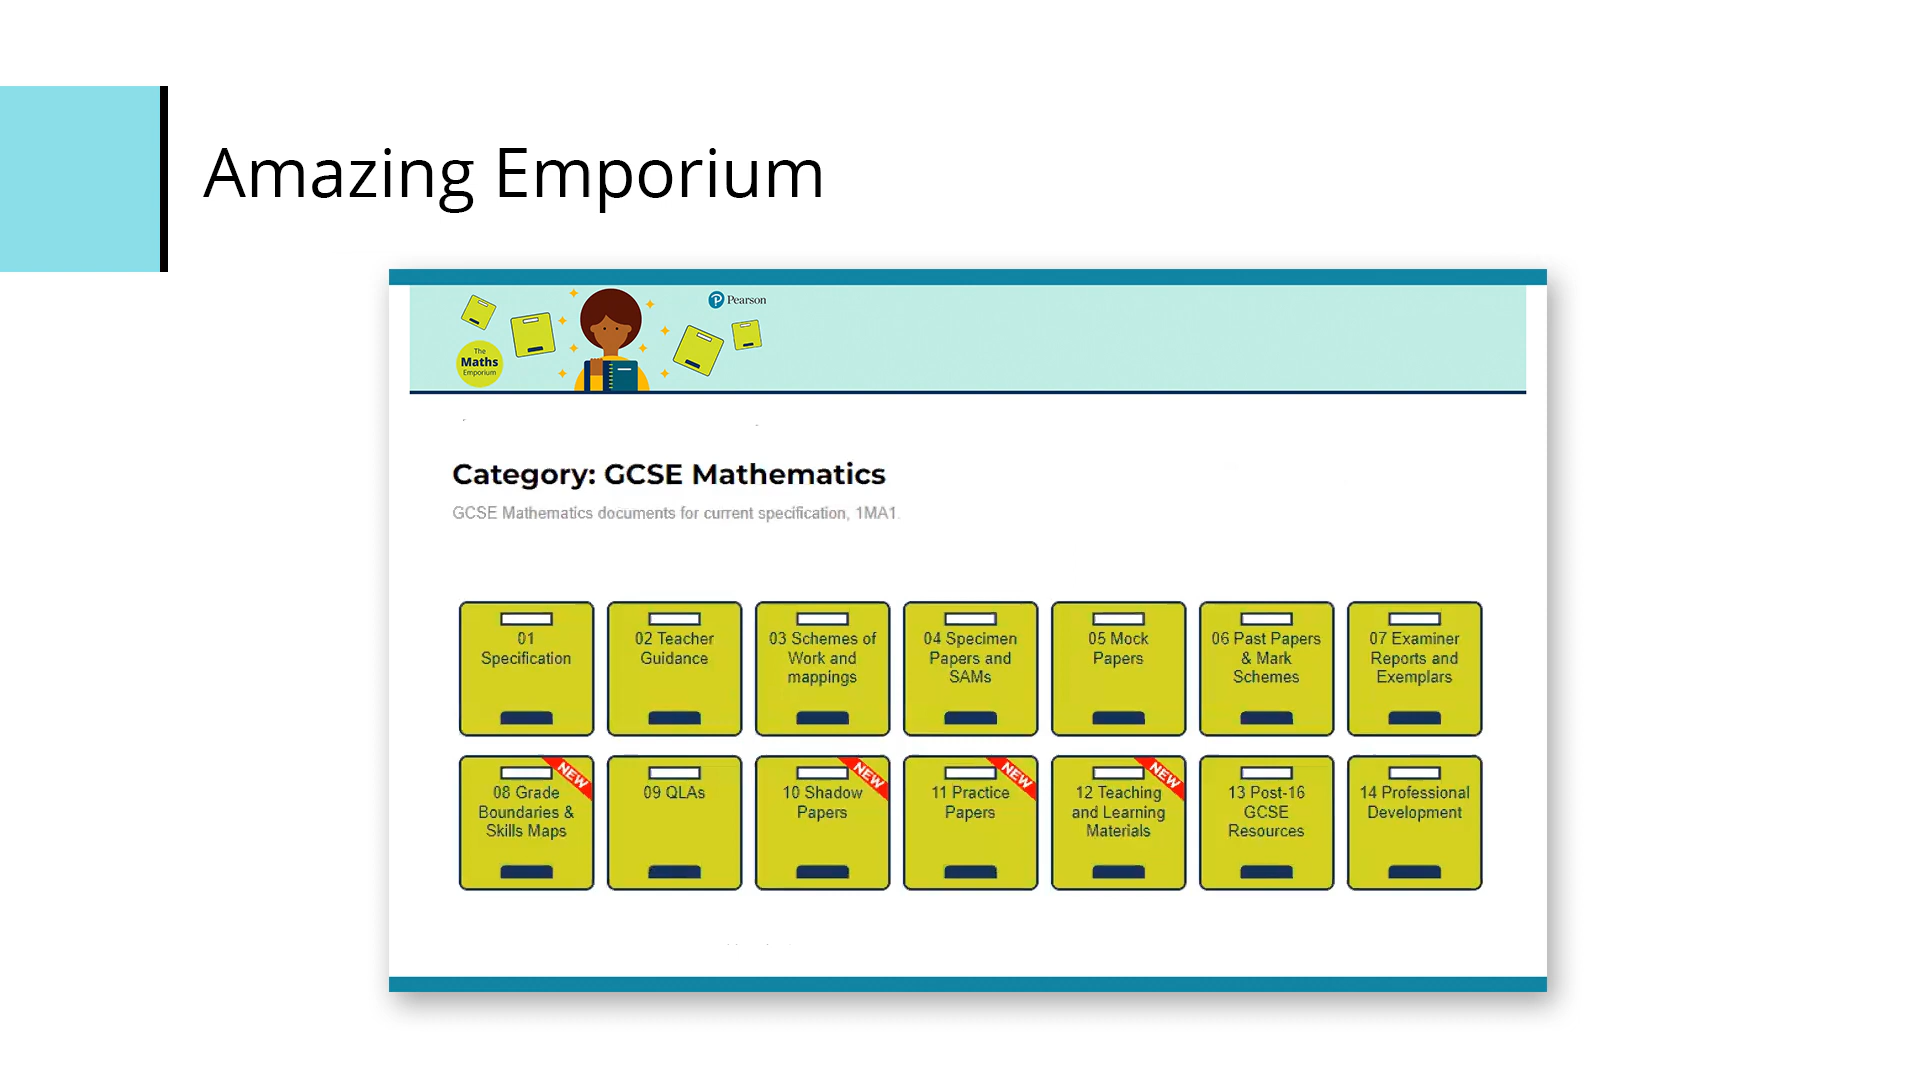 Amazing Emporium
Pearson
The
Maths
Emporium
Category: GCSE Mathematics
GCSE Mathematics documents for current specification, 1MA1.
01
Specification
02 Teacher
Guidance
03 Schemes of
Work and
mappings
04 Specimen
Papers and
SAMs
05 Mock
Papers
06 Past Papers
& Mark
Schemes
07 Examiner
Reports and
Exemplars
NEW
08 Grade
Boundaries &
Skills Maps
09 QLAs
NEW
10 Shadow
Papers
NEW
11 Practice
Papers
NEW
12 Teaching
and Learning
Materials
13 Post-16
GCSE
Resources
14 Professional
Development